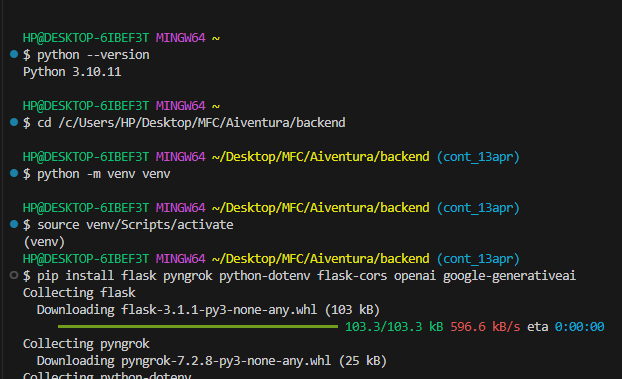 HP@DESKTOP-6IBEF3T MINGW64 ~
$ python --version
Python 3.10.11
HP@DESKTOP-6IBEF3T MINGW64 ~
$ cd /c/Users/HP/Desktop/MFC/Aiventura/backend
HP@DESKTOP-6IBEF3T MINGW64 ~/Desktop/MFC/Aiventura/backend (cont_13apr)
$ python -m venv venv
HP@DESKTOP-6IBEF3T MINGW64 ~/Desktop/MFC/Aiventura/backend (cont_13apr)
$ source venv/Scripts/activate
(venv)
HP@DESKTOP-6IBEF3T MINGW64 ~/Desktop/MFC/Aiventura/backend (cont_13apr)
$ pip install flask pyngrok python-dotenv flask-cors openai google-generativeai
Collecting flask
  Downloading flask-3.1.1-py3-none-any.whl (103 kB)
103.3/103.3 kB 596.6 kB/s eta 0:00:00
Collecting pyngrok
  Downloading pyngrok-7.2.8-py3-none-any.whl (25 kB)
Collecting python-dotenv